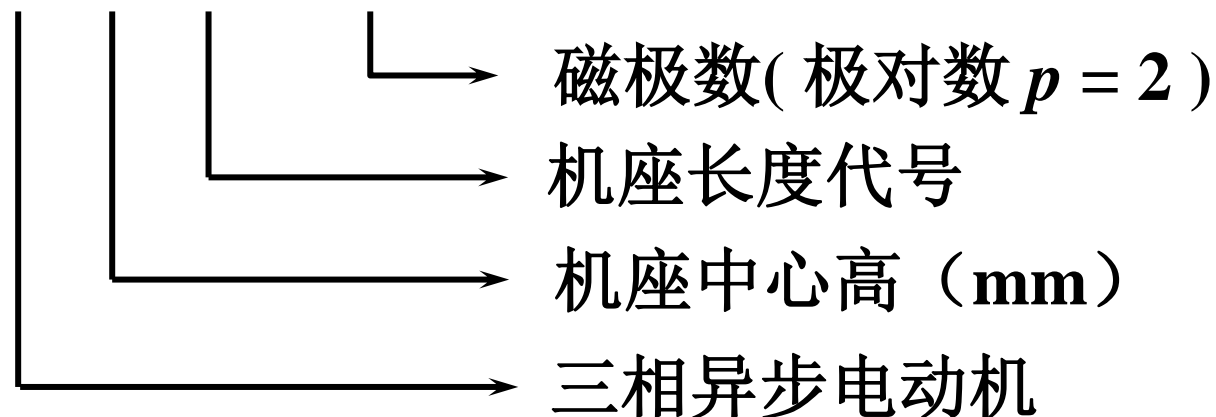 磁极数( 极对数 p = 2 )
机座长度代号
机座中心高（mm）
三相异步电动机